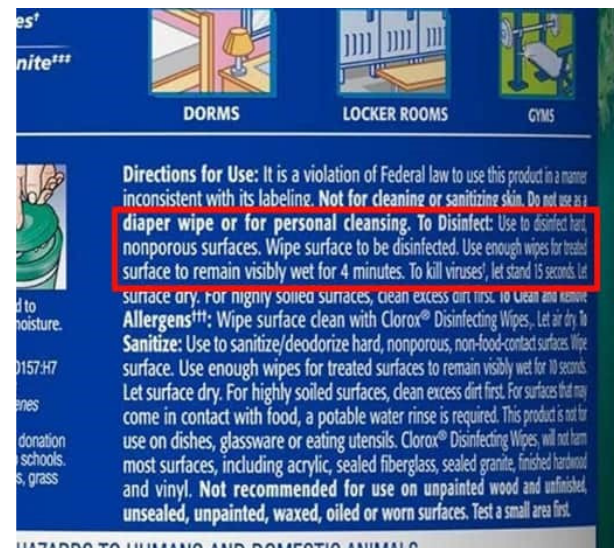 es†
nite†††
DORMS
LOCKER ROOMS
GYMS
Directions for Use: It is a violation of Federal law to use this product in a manner
inconsistent with its labeling. Not for cleaning or sanitizing skin. Do not use as a
diaper wipe or for personal cleansing. To Disinfect: Use to disinfect hard,
nonporous surfaces. Wipe surface to be disinfected. Use enough wipes for treated
surface to remain visibly wet for 4 minutes. To kill viruses†, let stand 15 seconds. Let
surface dry. For highly soiled surfaces, clean excess dirt first. To Clean and Remove
Allergens†††: Wipe surface clean with Clorox® Disinfecting Wipes,. Let air dry. To
Sanitize: Use to sanitize/deodorize hard, nonporous, non-food-contact surfaces. Wipe
surface. Use enough wipes for treated surfaces to remain visibly wet for 10 seconds.
Let surface dry. For highly soiled surfaces, clean excess dirt first. For surfaces that may
come in contact with food, a potable water rinse is required. This product is not for
use on dishes, glassware or eating utensils. Clorox® Disinfecting Wipes, will not harm
most surfaces, including acrylic, sealed fiberglass, sealed granite, finished hardwood
and vinyl. Not recommended for use on unpainted wood and unfinished,
unsealed, unpainted, waxed, oiled or worn surfaces. Test a small area first.
d to
noisture.
0157:H7
enes
donation
schools.
s, grass
HAZARDS TO HUMANS AND DOMESTIC ANIMALS